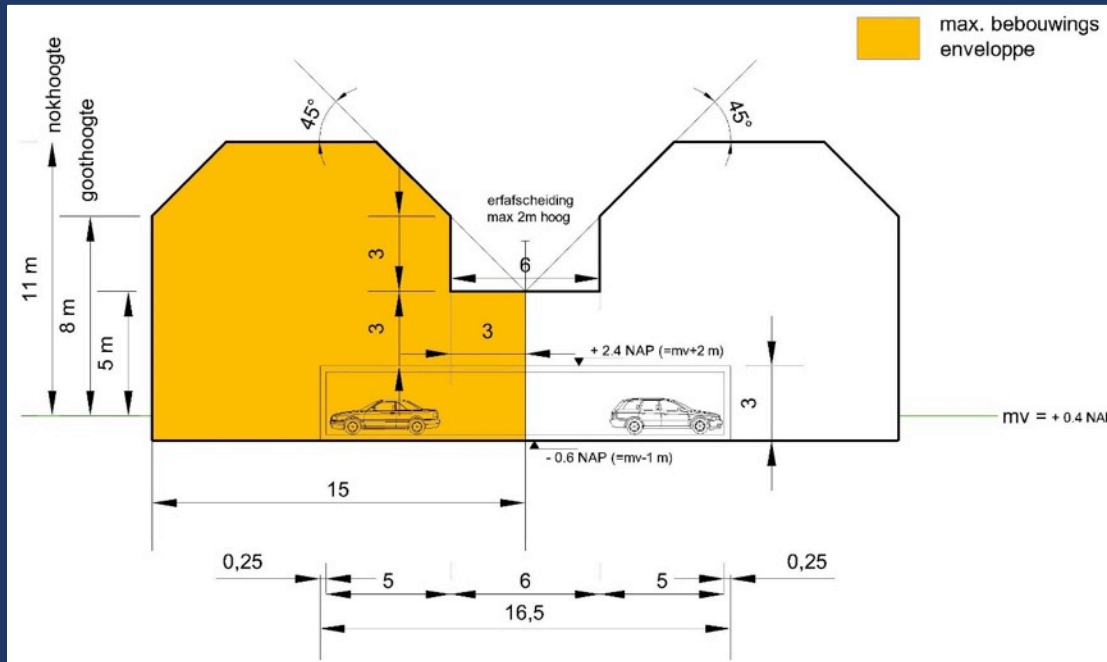 max. bebouwings
enveloppe
nokhoogte
goothoogte
11 m
8 m
5 m
45°
45°
erfafscheiding
max 2m hoog
3
6
3
3
+ 2.4 NAP (=mv+2 m)
3
mv = + 0.4 NAP
- 0.6 NAP (=mv-1 m)
15
0,25
5
6
5
0,25
16,5